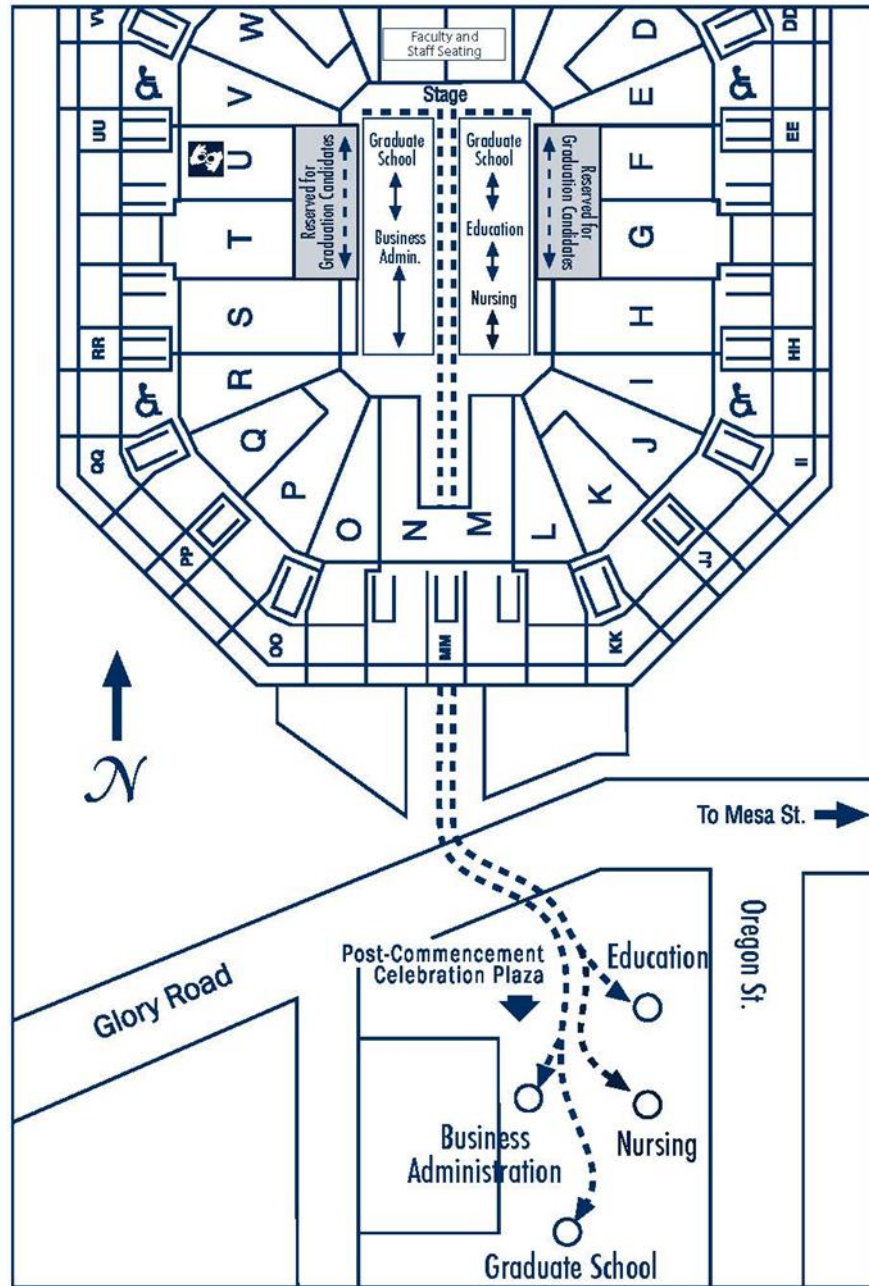 VV
W
Faculty and
Staff Seating
D
DD
V
Stage
E
UU
U
Reserved for
Graduation Candidates
Graduate
School
Graduate
School
Reserved for
Graduation Candidates
F
EE
T
Business
Admin.
Education
G
S
Nursing
H
RR
HH
R
I
QQ
Q
J
II
P
K
O
N
M
L
PP
JJ
OO
MM
KK
N
To Mesa St.
Oregon St.
Glory Road
Post-Commencement
Celebration Plaza
Education
Business
Administration
Nursing
Graduate School